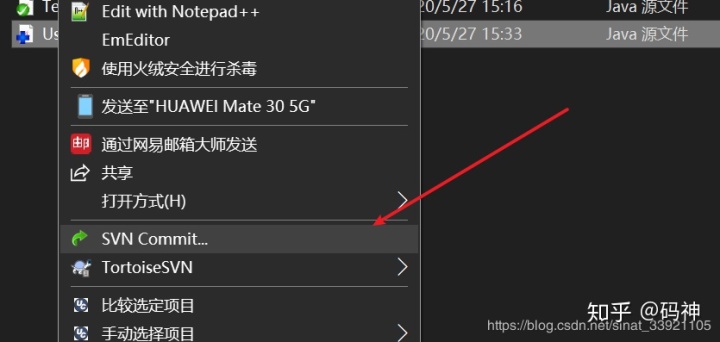 Te
20/5/27 15:16
Java 源文件
Us
20/5/27 15:33
Java 源文件
Edit with Notepad++
EmEditor
使用火绒安全进行杀毒
发送至"HUAWEI Mate 30 5G"
邮
通过网易邮箱大师发送
共享
打开方式(H)
SVN Commit...
TortoiseSVN
比较选定项目
手动选择项目
知乎 @码神
https://blog.csdn.net/sinat_33921105